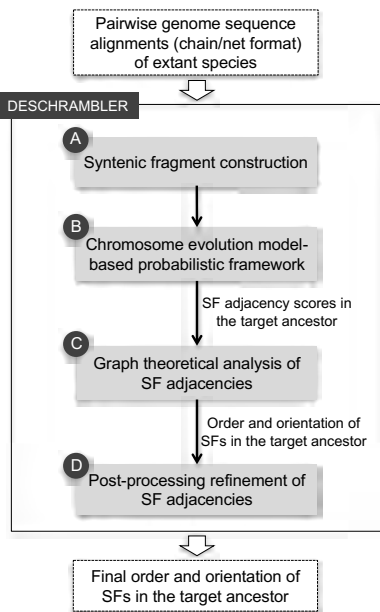 Pairwise genome sequence
alignments (chain/net format)
of extant species
DESCHRAMBLER
A
Syntenic fragment construction
B
Chromosome evolution model-
based probabilistic framework
SF adjacency scores in
the target ancestor
C
Graph theoretical analysis of
SF adjacencies
Order and orientation of
SFs in the target ancestor
D
Post-processing refinement of
SF adjacencies
Final order and orientation of
SFs in the target ancestor